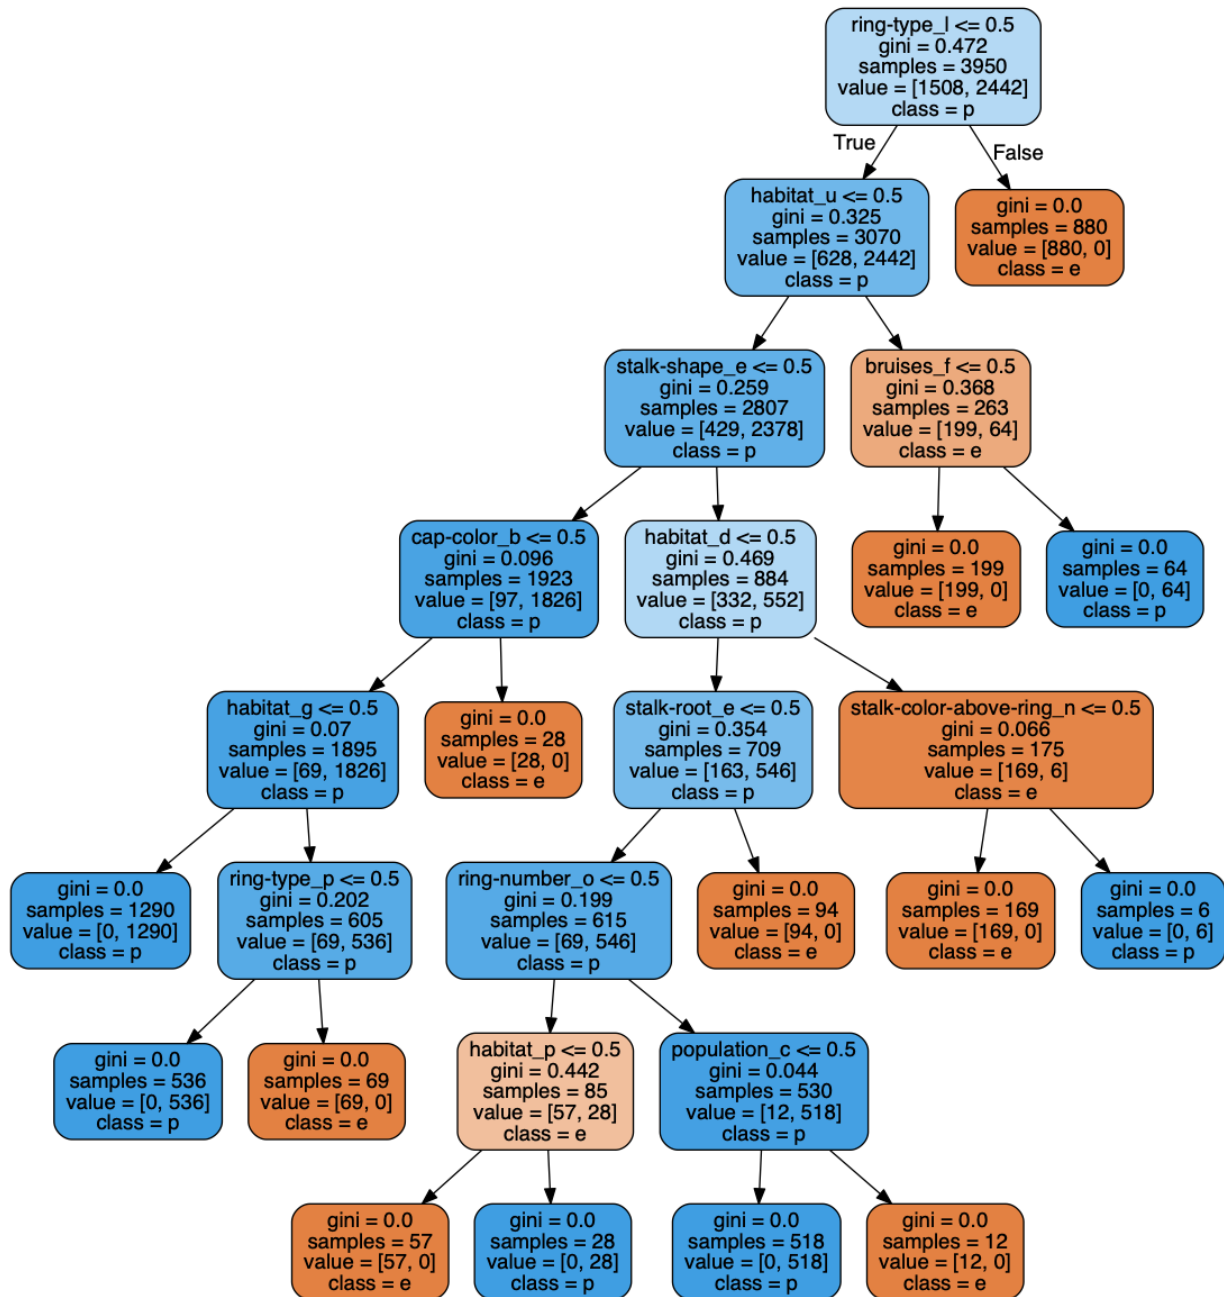 ring-type_l <= 0.5
gini = 0.472
samples = 3950
value = [1508, 2442]
class = p
True
False
habitat_u <= 0.5
gini = 0.325
samples = 3070
value = [628, 2442]
class = p
gini = 0.0
samples = 880
value = [880, 0]
class = e
stalk-shape_e <= 0.5
gini = 0.259
samples = 2807
value = [429, 2378]
class = p
bruises_f <= 0.5
gini = 0.368
samples = 263
value = [199, 64]
class = e
cap-color_b <= 0.5
gini = 0.096
samples = 1923
value = [97, 1826]
class = p
habitat_d <= 0.5
gini = 0.469
samples = 884
value = [332, 552]
class = p
gini = 0.0
samples = 199
value = [199, 0]
class = e
gini = 0.0
samples = 64
value = [0, 64]
class = p
habitat_g <= 0.5
gini = 0.07
samples = 1895
value = [69, 1826]
class = p
gini = 0.0
samples = 28
value = [28, 0]
class = e
stalk-root_e <= 0.5
gini = 0.354
samples = 709
value = [163, 546]
class = p
stalk-color-above-ring_n <= 0.5
gini = 0.066
samples = 175
value = [169, 6]
class = e
gini = 0.0
samples = 1290
value = [0, 1290]
class = p
ring-type_p <= 0.5
gini = 0.202
samples = 605
value = [69, 536]
class = p
ring-number_o <= 0.5
gini = 0.199
samples = 615
value = [69, 546]
class = p
gini = 0.0
samples = 94
value = [94, 0]
class = e
gini = 0.0
samples = 169
value = [169, 0]
class = e
gini = 0.0
samples = 6
value = [0, 6]
class = p
gini = 0.0
samples = 536
value = [0, 536]
class = p
gini = 0.0
samples = 69
value = [69, 0]
class = e
habitat_p <= 0.5
gini = 0.442
samples = 85
value = [57, 28]
class = e
population_c <= 0.5
gini = 0.044
samples = 530
value = [12, 518]
class = p
gini = 0.0
samples = 57
value = [57, 0]
class = e
gini = 0.0
samples = 28
value = [0, 28]
class = p
gini = 0.0
samples = 518
value = [0, 518]
class = p
gini = 0.0
samples = 12
value = [12, 0]
class = e